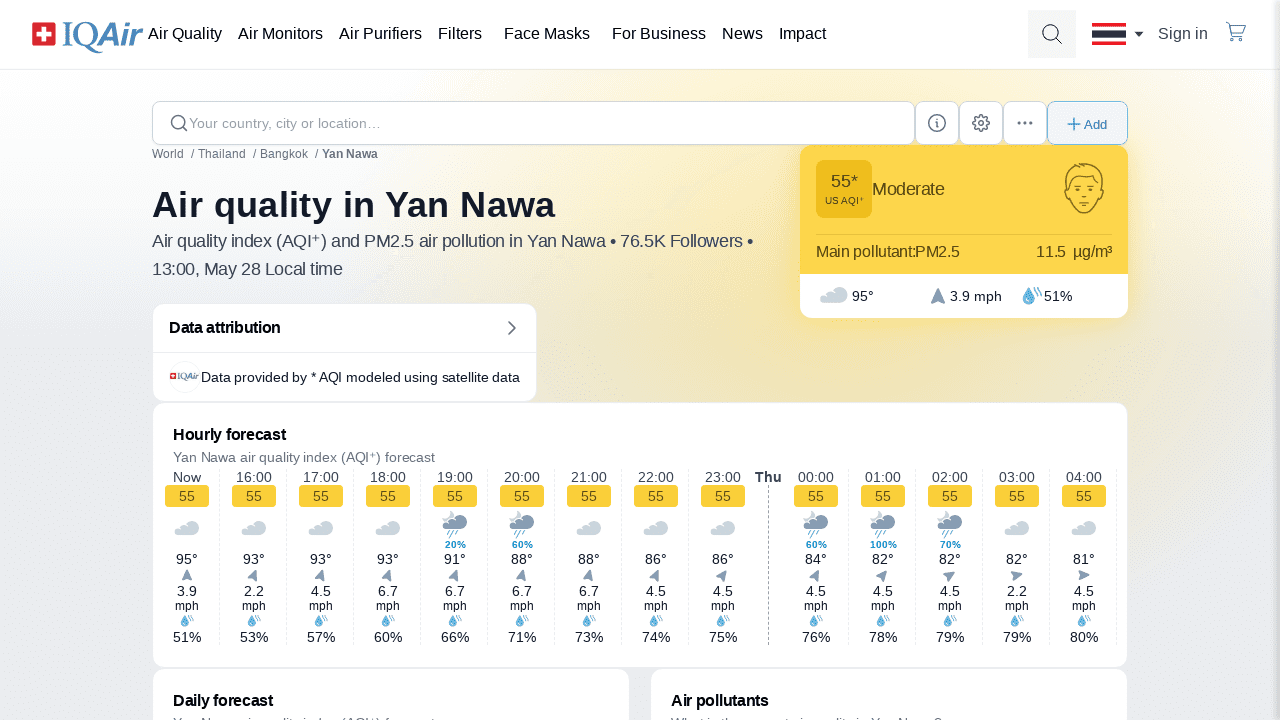 IQAir Air Quality Air Monitors Air Purifiers Filters Face Masks For Business News Impact Sign in
Your country, city or location… Add
World / Thailand / Bangkok / Yan Nawa
Air quality in Yan Nawa
Air quality index (AQI⁺) and PM2.5 air pollution in Yan Nawa • 76.5K Followers •
13:00, May 28 Local time
55*
US AQI⁺
Moderate
Main pollutant:PM2.5 11.5 µg/m³
95° 3.9 mph 51%
Data attribution
IQAir Data provided by * AQI modeled using satellite data
Hourly forecast
Yan Nawa air quality index (AQI⁺) forecast
Now 16:00 17:00 18:00 19:00 20:00 21:00 22:00 23:00 Thu 00:00 01:00 02:00 03:00 04:00
55 55 55 55 55 55 55 55 55 55 55 55 55 55
20% 60% 60% 100% 70%
95° 93° 93° 93° 91° 88° 88° 86° 86° 84° 82° 82° 82° 81°
3.9 2.2 4.5 6.7 6.7 6.7 6.7 4.5 4.5 4.5 4.5 4.5 2.2 4.5
mph mph mph mph mph mph mph mph mph mph mph mph mph mph
51% 53% 57% 60% 66% 71% 73% 74% 75% 76% 78% 79% 79% 80%
Daily forecast
Air pollutants